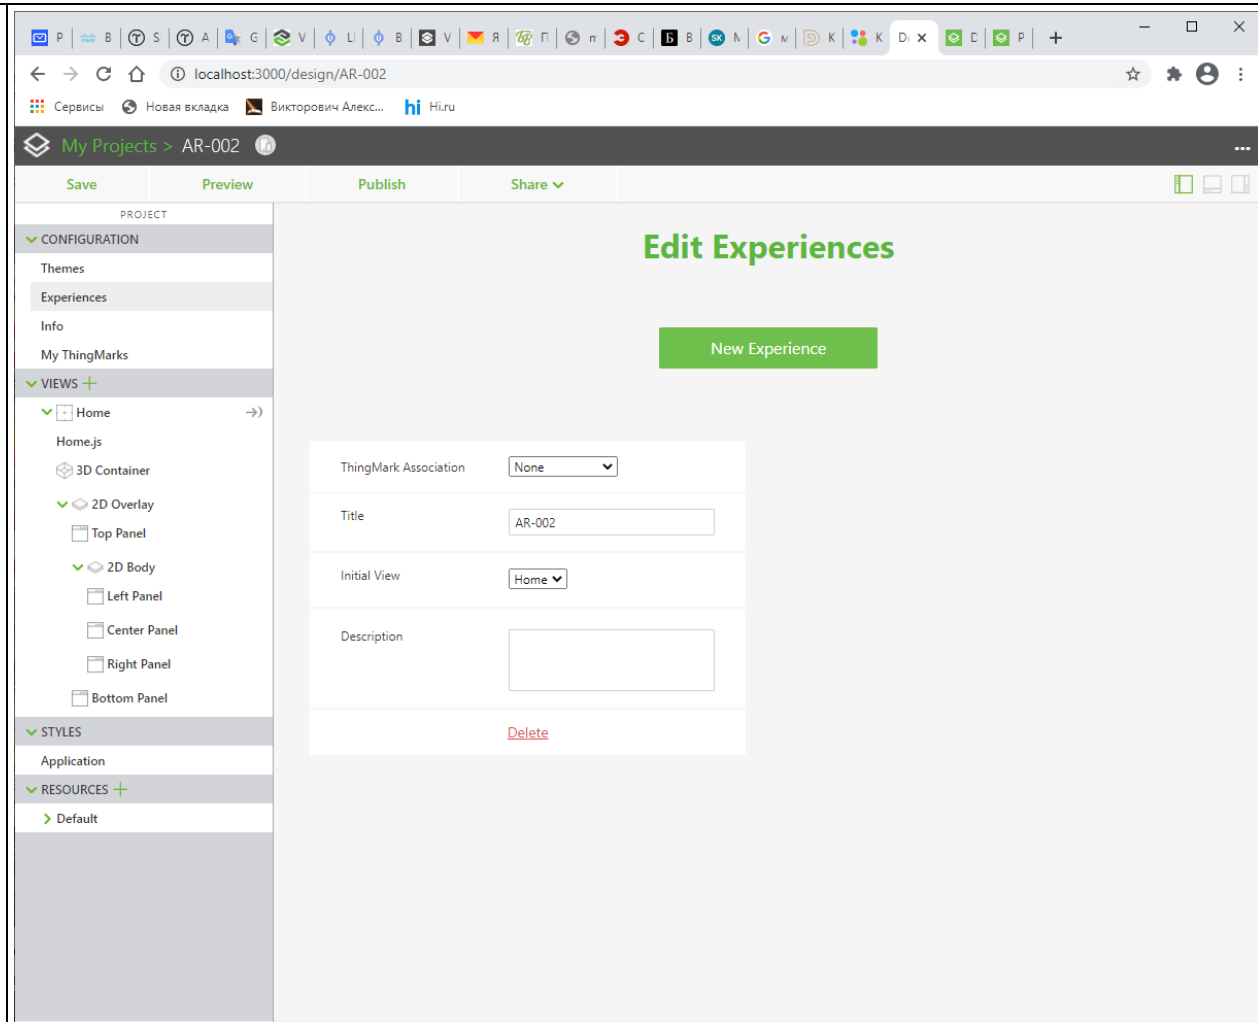 P B S A G V Ll B V Я П C B N K K D C P
localhost:3000/design/AR-002
Сервисы Новая вкладка Викторович Алекс... hi Hi.ru
My Projects > AR-002
Save Preview Publish Share
PROJECT
CONFIGURATION
Themes
Experiences
Info
My ThingMarks
VIEWS
Home
Home.js
3D Container
2D Overlay
Top Panel
2D Body
Left Panel
Center Panel
Right Panel
Bottom Panel
STYLES
Application
RESOURCES
Default
Edit Experiences
New Experience
ThingMark Association None
Title AR-002
Initial View Home
Description
Delete